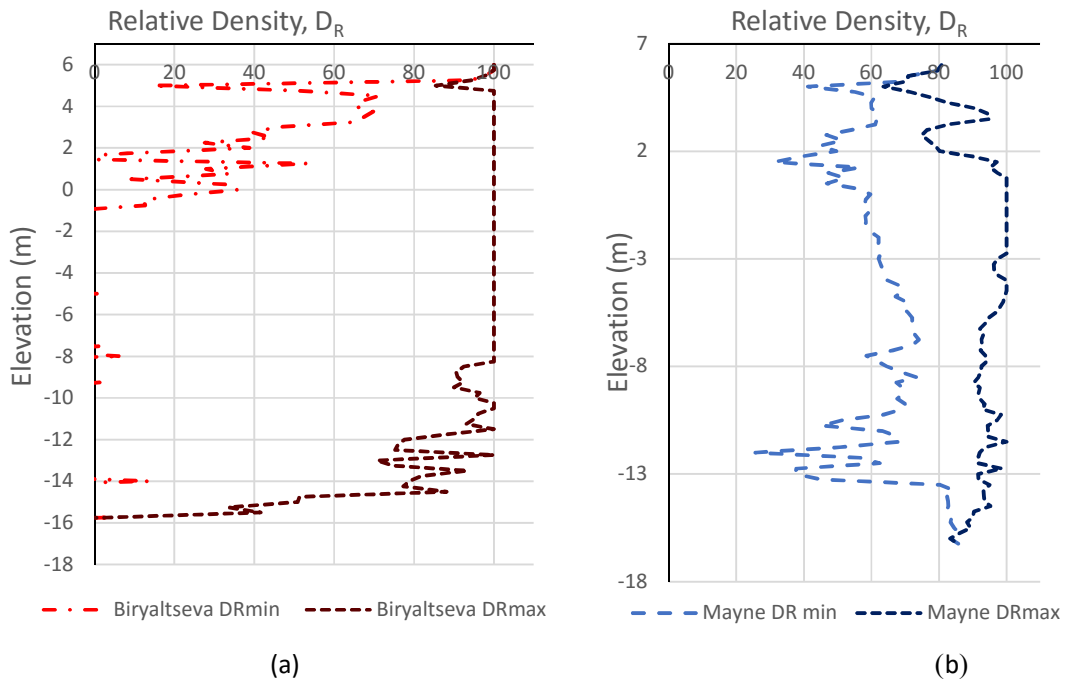 Relative Density, DR
0 20 40 60 80 100
6
4
2
0
-2
-4
-6
-8
-10
-12
-14
-16
-18
Elevation (m)
Biryaltseva DRmin Biryaltseva DRmax
(a)
Relative Density, DR
7
0 20 40 60 80 100
2
-3
-8
-13
-18
Elevation (m)
Mayne DR min Mayne DRmax
(b)